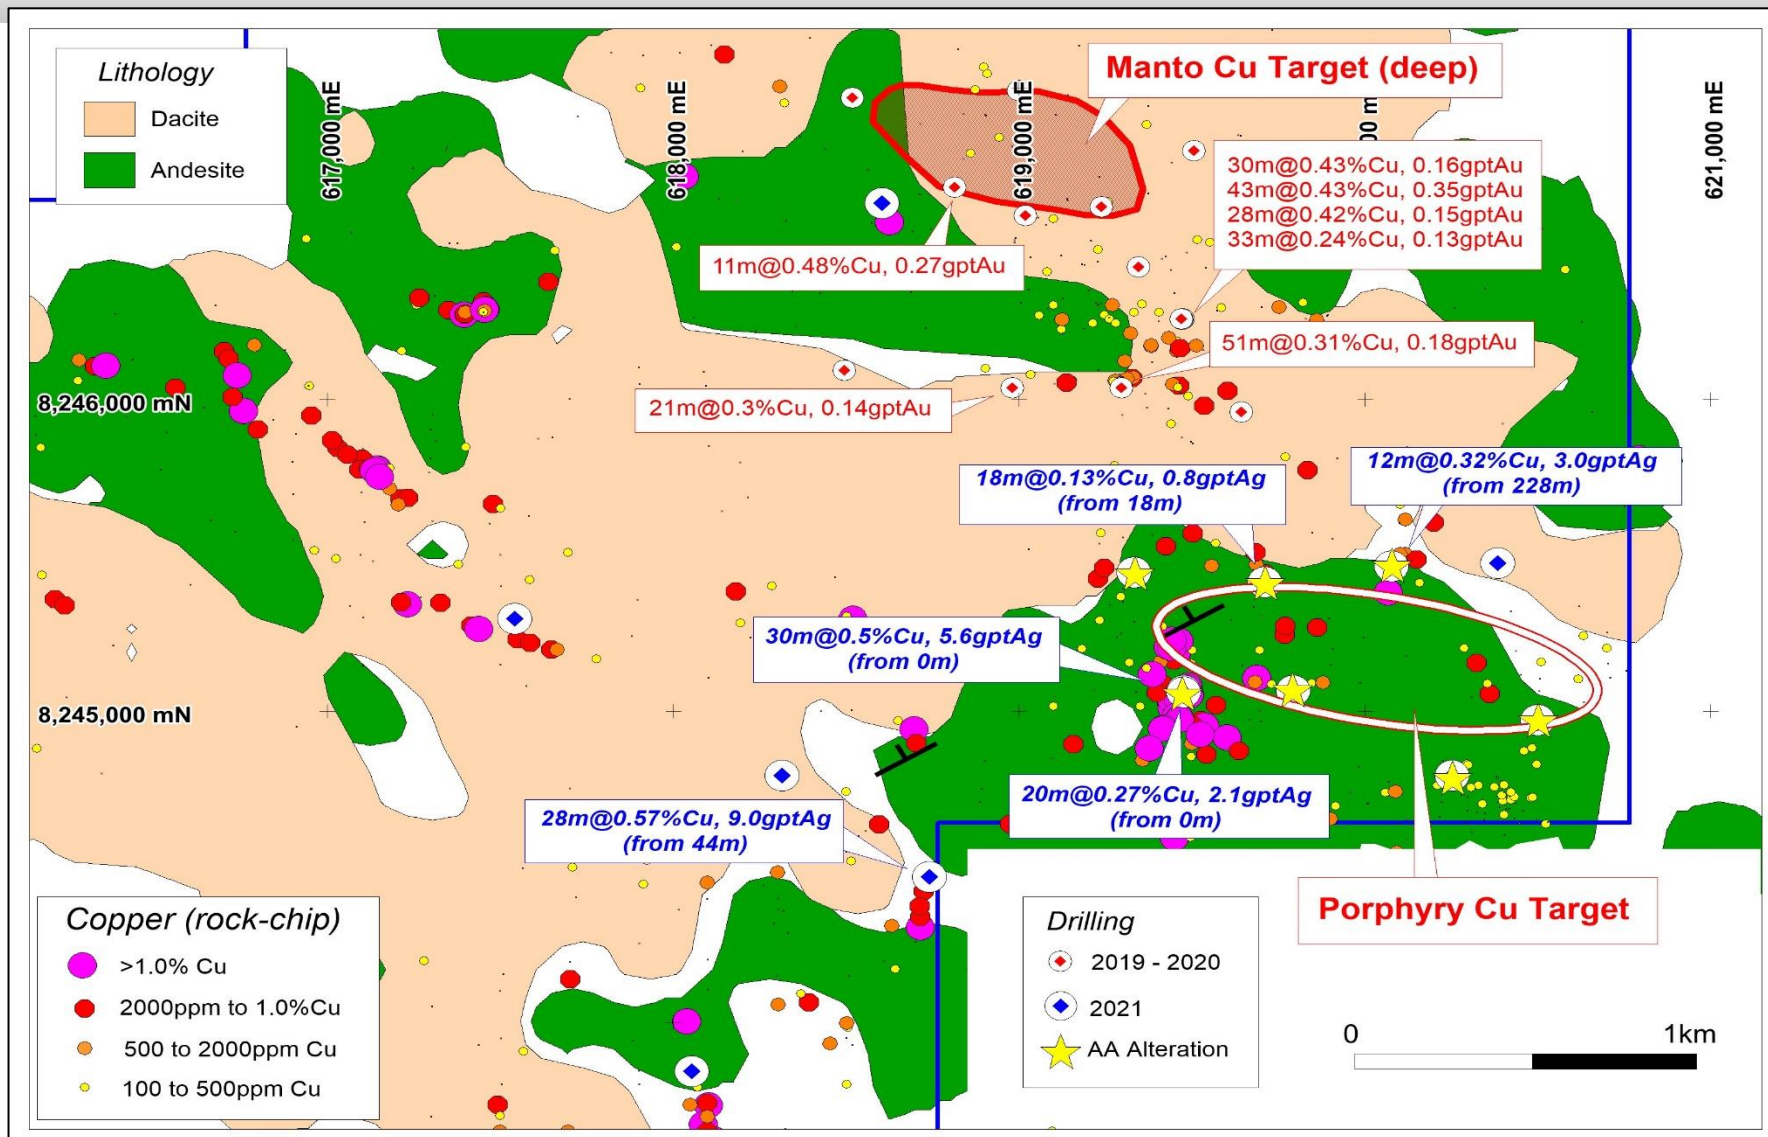 Lithology
Dacite
Andesite
617,000 mE
618,000 mE
619,000 mE
m
621,000 mE
Manto Cu Target (deep)
30m@0.43%Cu, 0.16gptAu
43m@0.43%Cu, 0.35gptAu
28m@0.42%Cu, 0.15gptAu
33m@0.24%Cu, 0.13gptAu
11m@0.48%Cu, 0.27gptAu
51m@0.31%Cu, 0.18gptAu
21m@0.3%Cu, 0.14gptAu
8,246,000 mN
18m@0.13%Cu, 0.8gptAg
(from 18m)
12m@0.32%Cu, 3.0gptAg
(from 228m)
30m@0.5%Cu, 5.6gptAg
(from 0m)
8,245,000 mN
20m@0.27%Cu, 2.1gptAg
(from 0m)
28m@0.57%Cu, 9.0gptAg
(from 44m)
Porphyry Cu Target
Copper (rock-chip)
>1.0% Cu
2000ppm to 1.0%Cu
500 to 2000ppm Cu
100 to 500ppm Cu
Drilling
2019 - 2020
2021
AA Alteration
0 1km